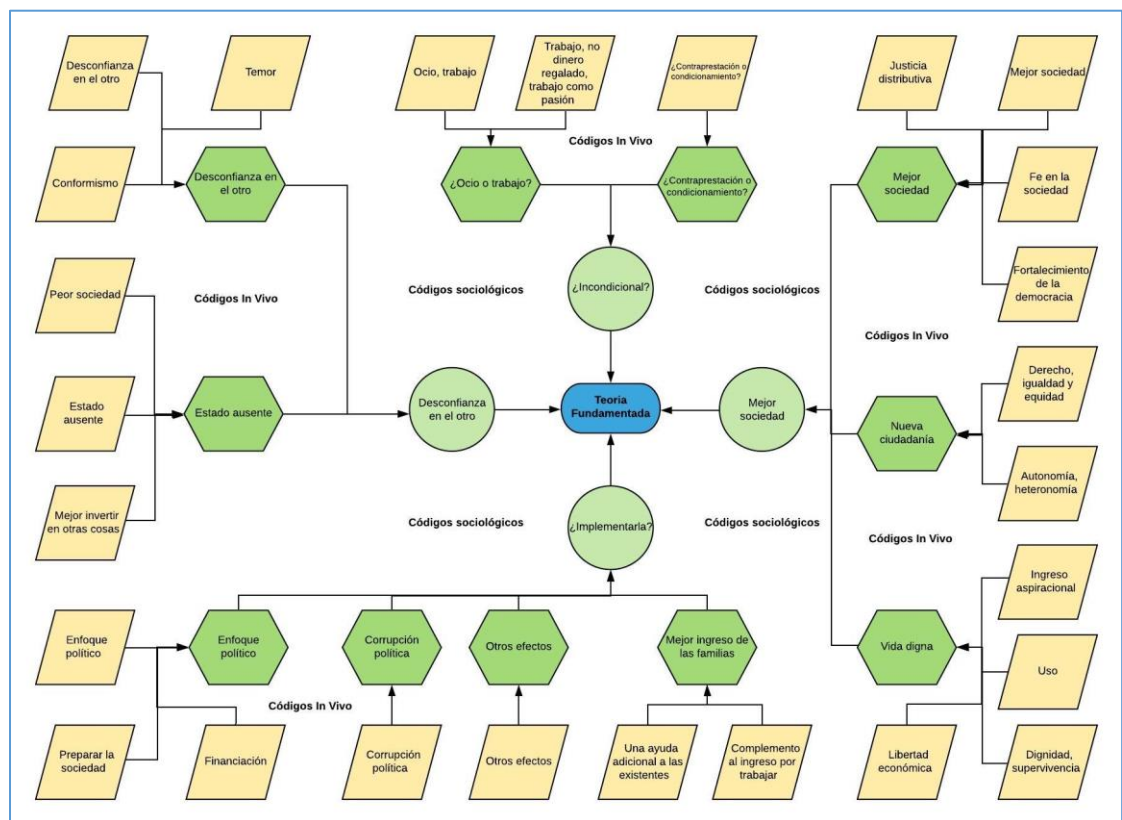 Desconfianza
en el otro
Temor
Ocio, trabajo
Trabajo, no
dinero
regalado,
trabajo como
pasión
¿Contraprestación o
condicionamiento?
Justicia
distributiva
Mejor sociedad
Códigos In Vivo
Conformismo
Desconfianza en
el otro
¿Ocio o trabajo?
¿Contraprestación o
condicionamiento?
Mejor
sociedad
Fe en la
sociedad
Peor sociedad
Códigos In Vivo
Códigos sociológicos
¿Incondicional?
Códigos sociológicos
Fortalecimiento
de la
democracia
Códigos In Vivo
Estado
ausente
Estado ausente
Desconfianza
en el otro
Teoría
Fundamentada
Mejor
sociedad
Nueva
ciudadanía
Derecho,
igualdad y
equidad
Autonomía,
heteronomía
Mejor invertir
en otras cosas
Códigos sociológicos
¿Implementarla?
Códigos sociológicos
Códigos In Vivo
Ingreso
aspiracional
Enfoque
político
Enfoque
político
Corrupción
política
Otros efectos
Mejor ingreso de
las familias
Vida digna
Uso
Códigos In Vivo
Preparar la
sociedad
Financiación
Corrupción
política
Otros efectos
Una ayuda
adicional a las
existentes
Complemento
al ingreso por
trabajar
Libertad
económica
Dignidad,
supervivencia